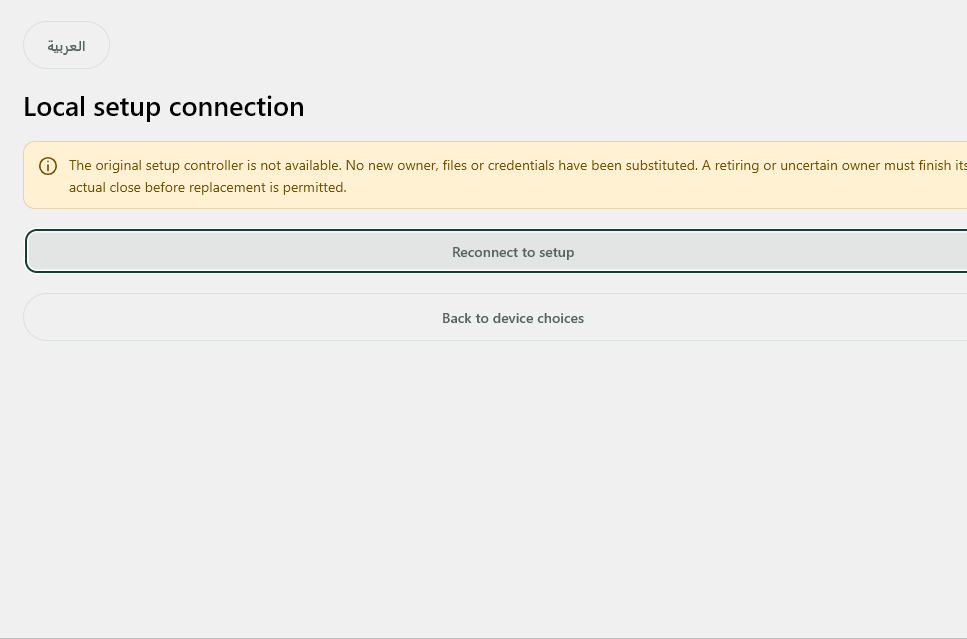 العربية
Local setup connection
The original setup controller is not available. No new owner, files or credentials have been substituted. A retiring or uncertain owner must finish its
actual close before replacement is permitted.
Reconnect to setup
Back to device choices